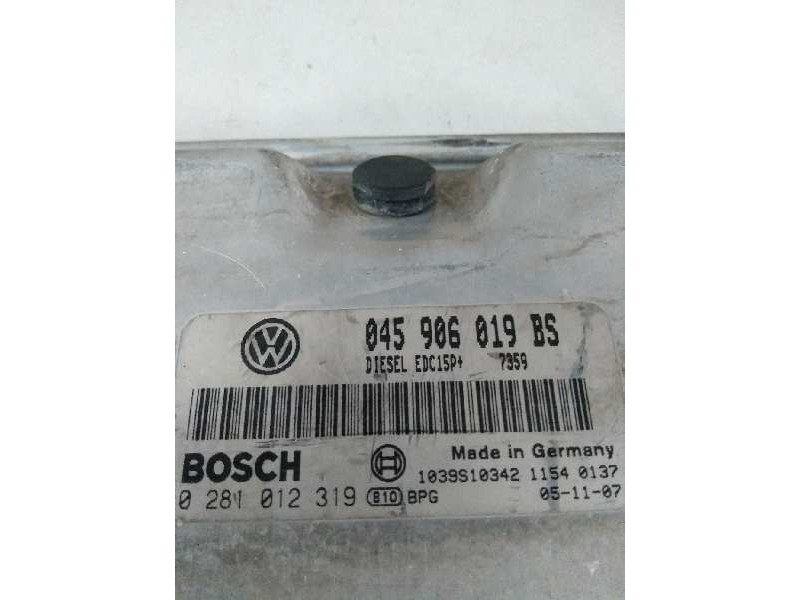 045 906 019 BS
DIESEL EDC15P+ 7359
BOSCH
Made in Germany
1039S10342 1154 0137
0 281 012 319 B10 BPG 05-11-07